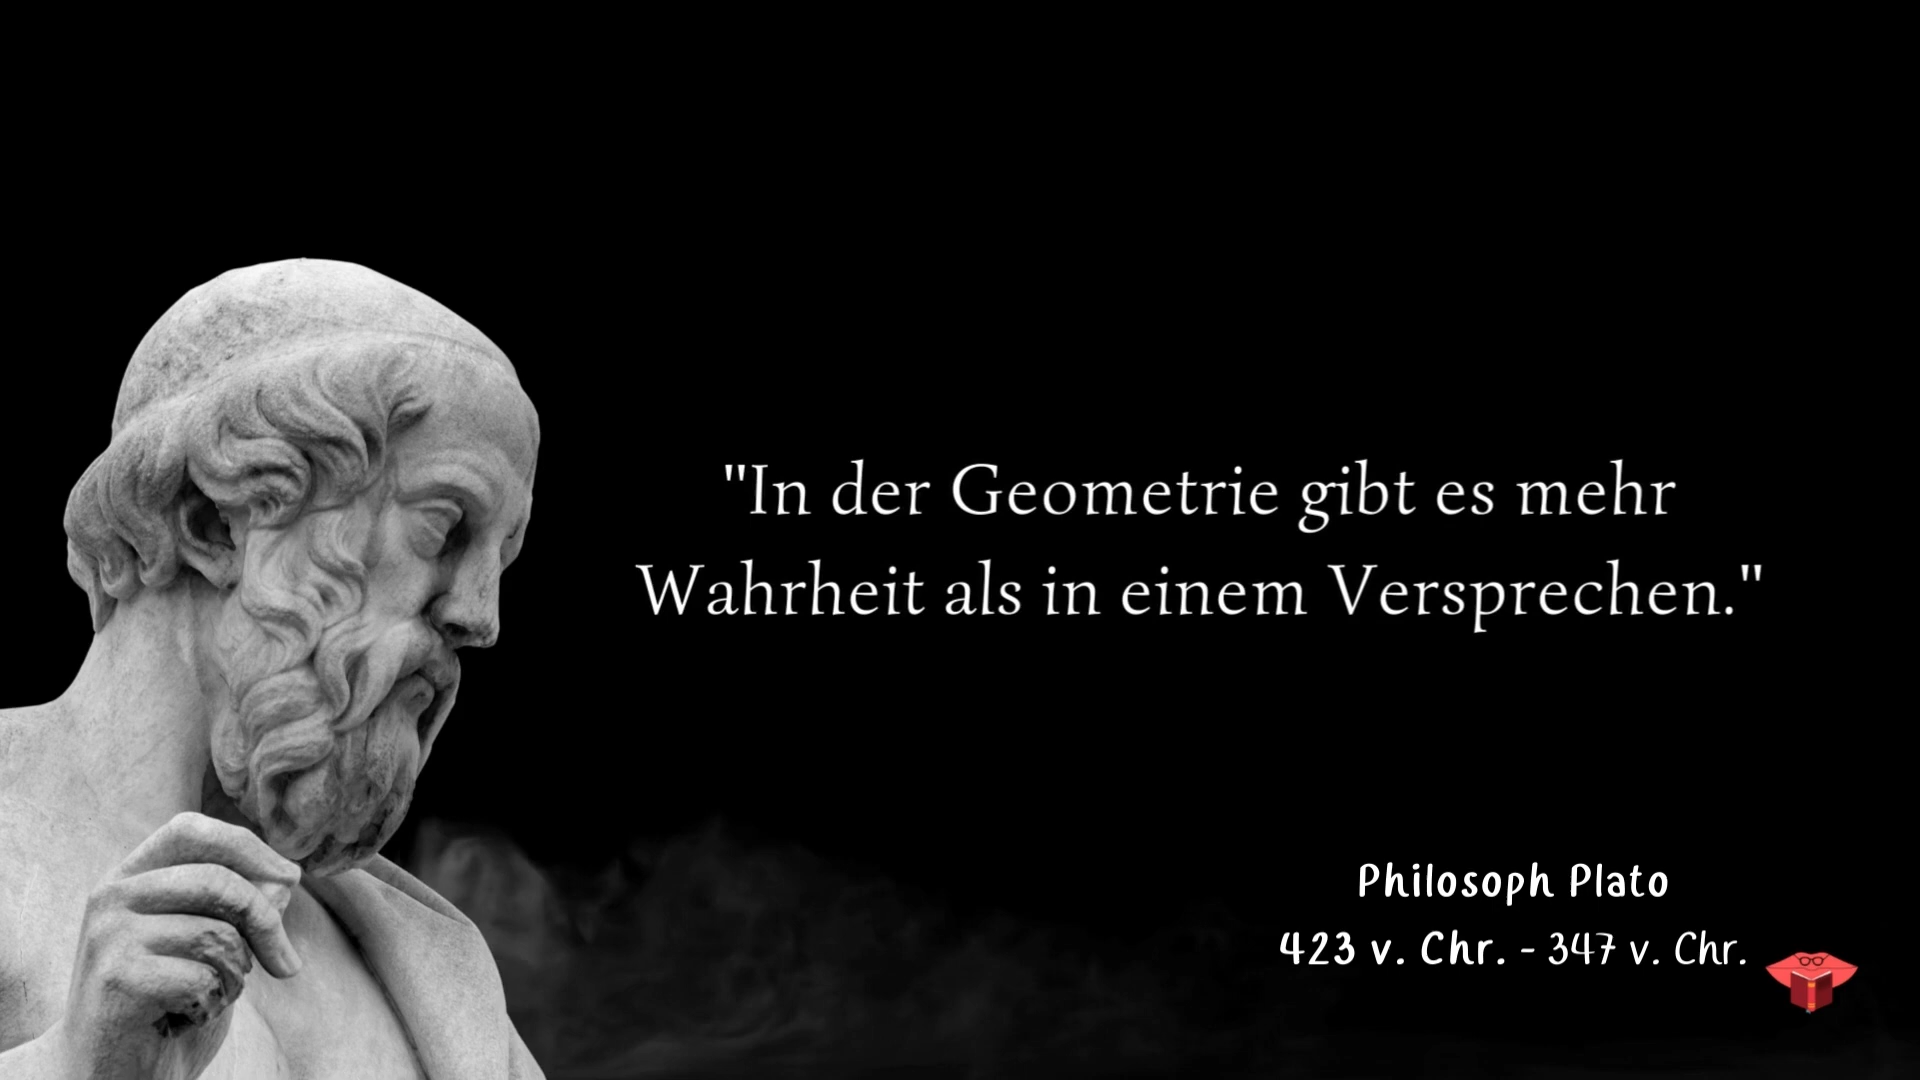 "In der Geometrie gibt es mehr
Wahrheit als in einem Versprechen."
Philosoph Plato
423 v. Chr. - 347 v. Chr.